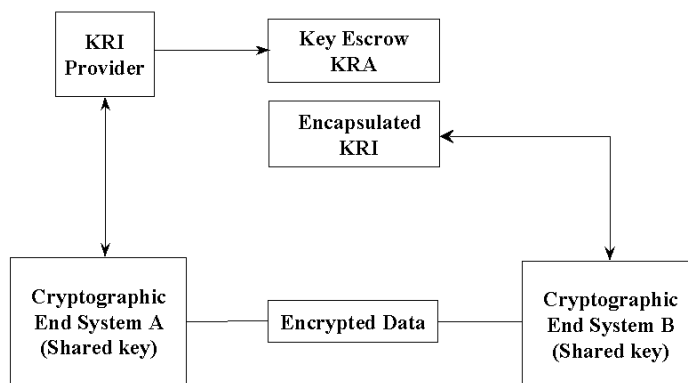 KRI
Provider
Key Escrow
KRA
Encapsulated
KRI
Cryptographic
End System A
(Shared key)
Encrypted Data
Cryptographic
End System B
(Shared key)